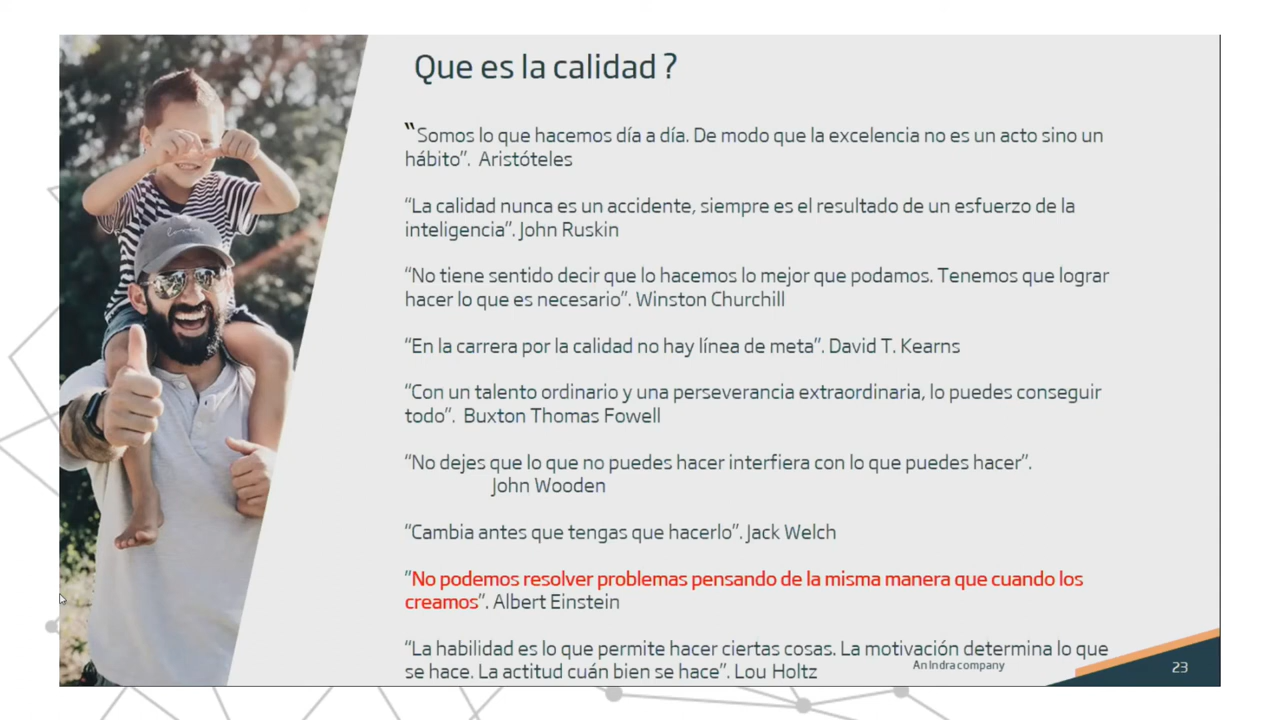 Que es la calidad ?
“Somos lo que hacemos día a día. De modo que la excelencia no es un acto sino un
hábito”. Aristóteles
“La calidad nunca es un accidente, siempre es el resultado de un esfuerzo de la
inteligencia”. John Ruskin
“No tiene sentido decir que lo hacemos lo mejor que podamos. Tenemos que lograr
hacer lo que es necesario”. Winston Churchill
“En la carrera por la calidad no hay línea de meta”. David T. Kearns
“Con un talento ordinario y una perseverancia extraordinaria, lo puedes conseguir
todo”. Buxton Thomas Fowell
“No dejes que lo que no puedes hacer interfiera con lo que puedes hacer”.
John Wooden
“Cambia antes que tengas que hacerlo”. Jack Welch
"No podemos resolver problemas pensando de la misma manera que cuando los
creamos”. Albert Einstein
“La habilidad es lo que permite hacer ciertas cosas. La motivación determina lo que
se hace. La actitud cuán bien se hace”. Lou Holtz
An Indra company
23